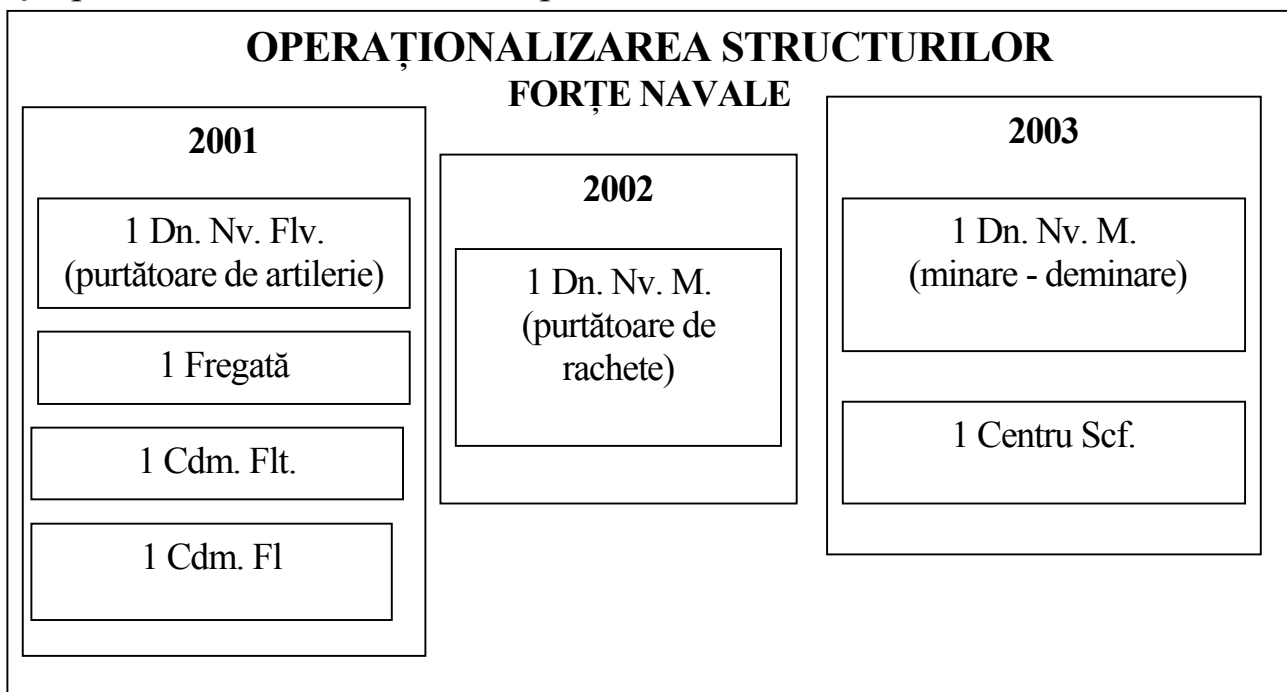 OPERAȚIONALIZAREA STRUCTURILOR
FORȚE NAVALE
2001
1 Dn. Nv. Flv.
(purtătoare de artilerie)
1 Fregată
1 Cdm. Flt.
1 Cdm. Fl
2002
1 Dn. Nv. M.
(purtătoare de
rachete)
2003
1 Dn. Nv. M.
(minare - deminare)
1 Centru Scf.